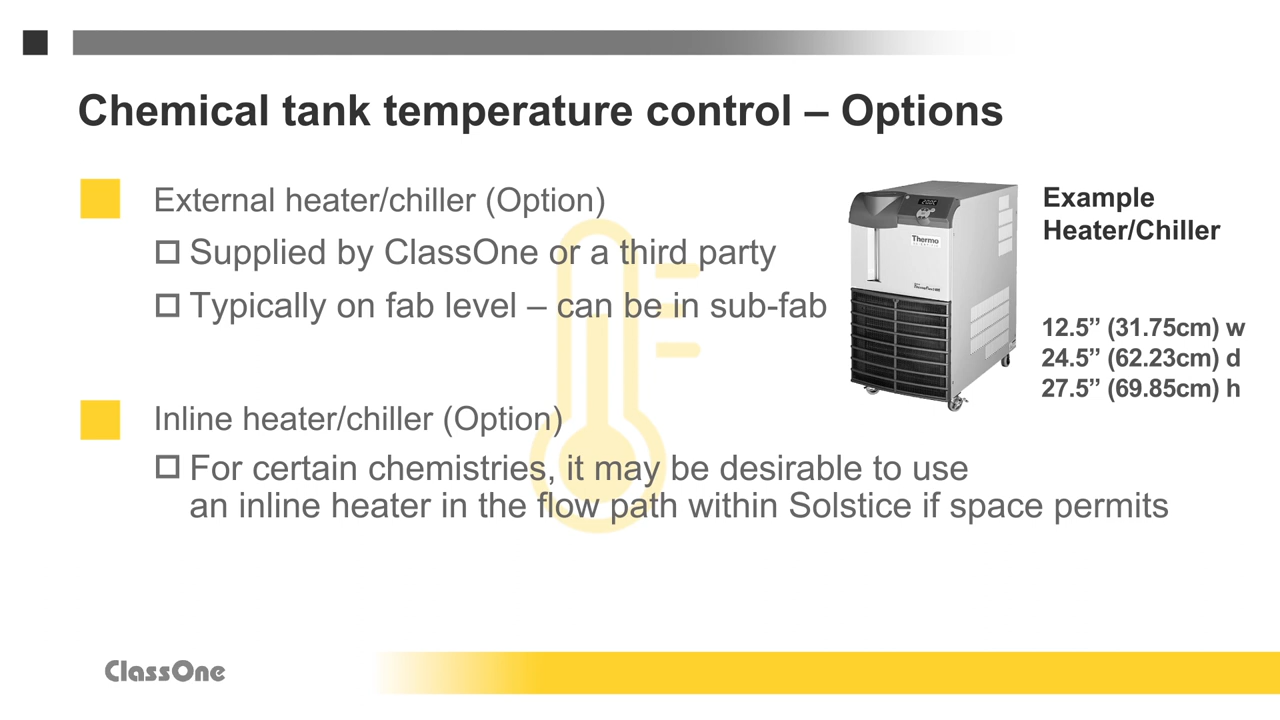 Chemical tank temperature control – Options
External heater/chiller (Option)
Supplied by ClassOne or a third party
Typically on fab level – can be in sub-fab
Inline heater/chiller (Option)
For certain chemistries, it may be desirable to use
an inline heater in the flow path within Solstice if space permits
Thermo
Example
Heater/Chiller
12.5” (31.75cm) w
24.5” (62.23cm) d
27.5” (69.85cm) h
ClassOne